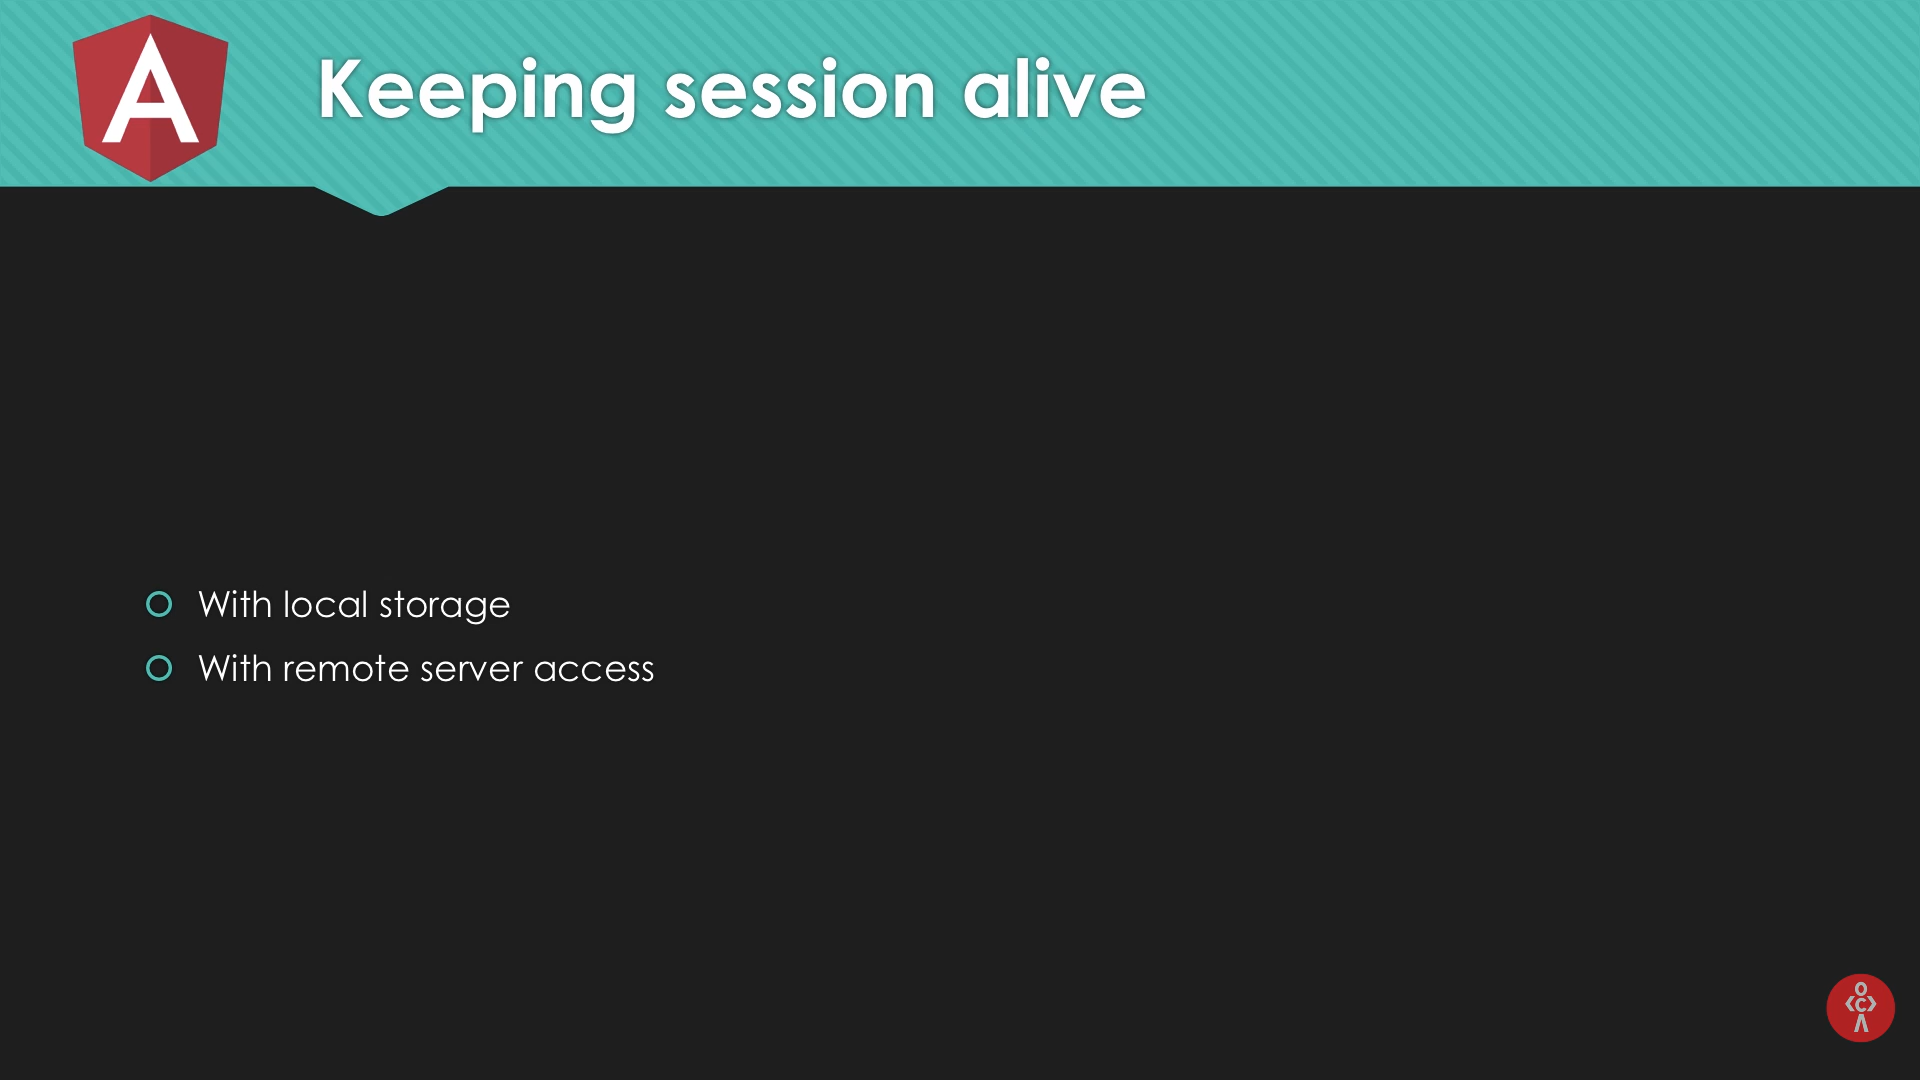 A
Keeping session alive
With local storage
With remote server access